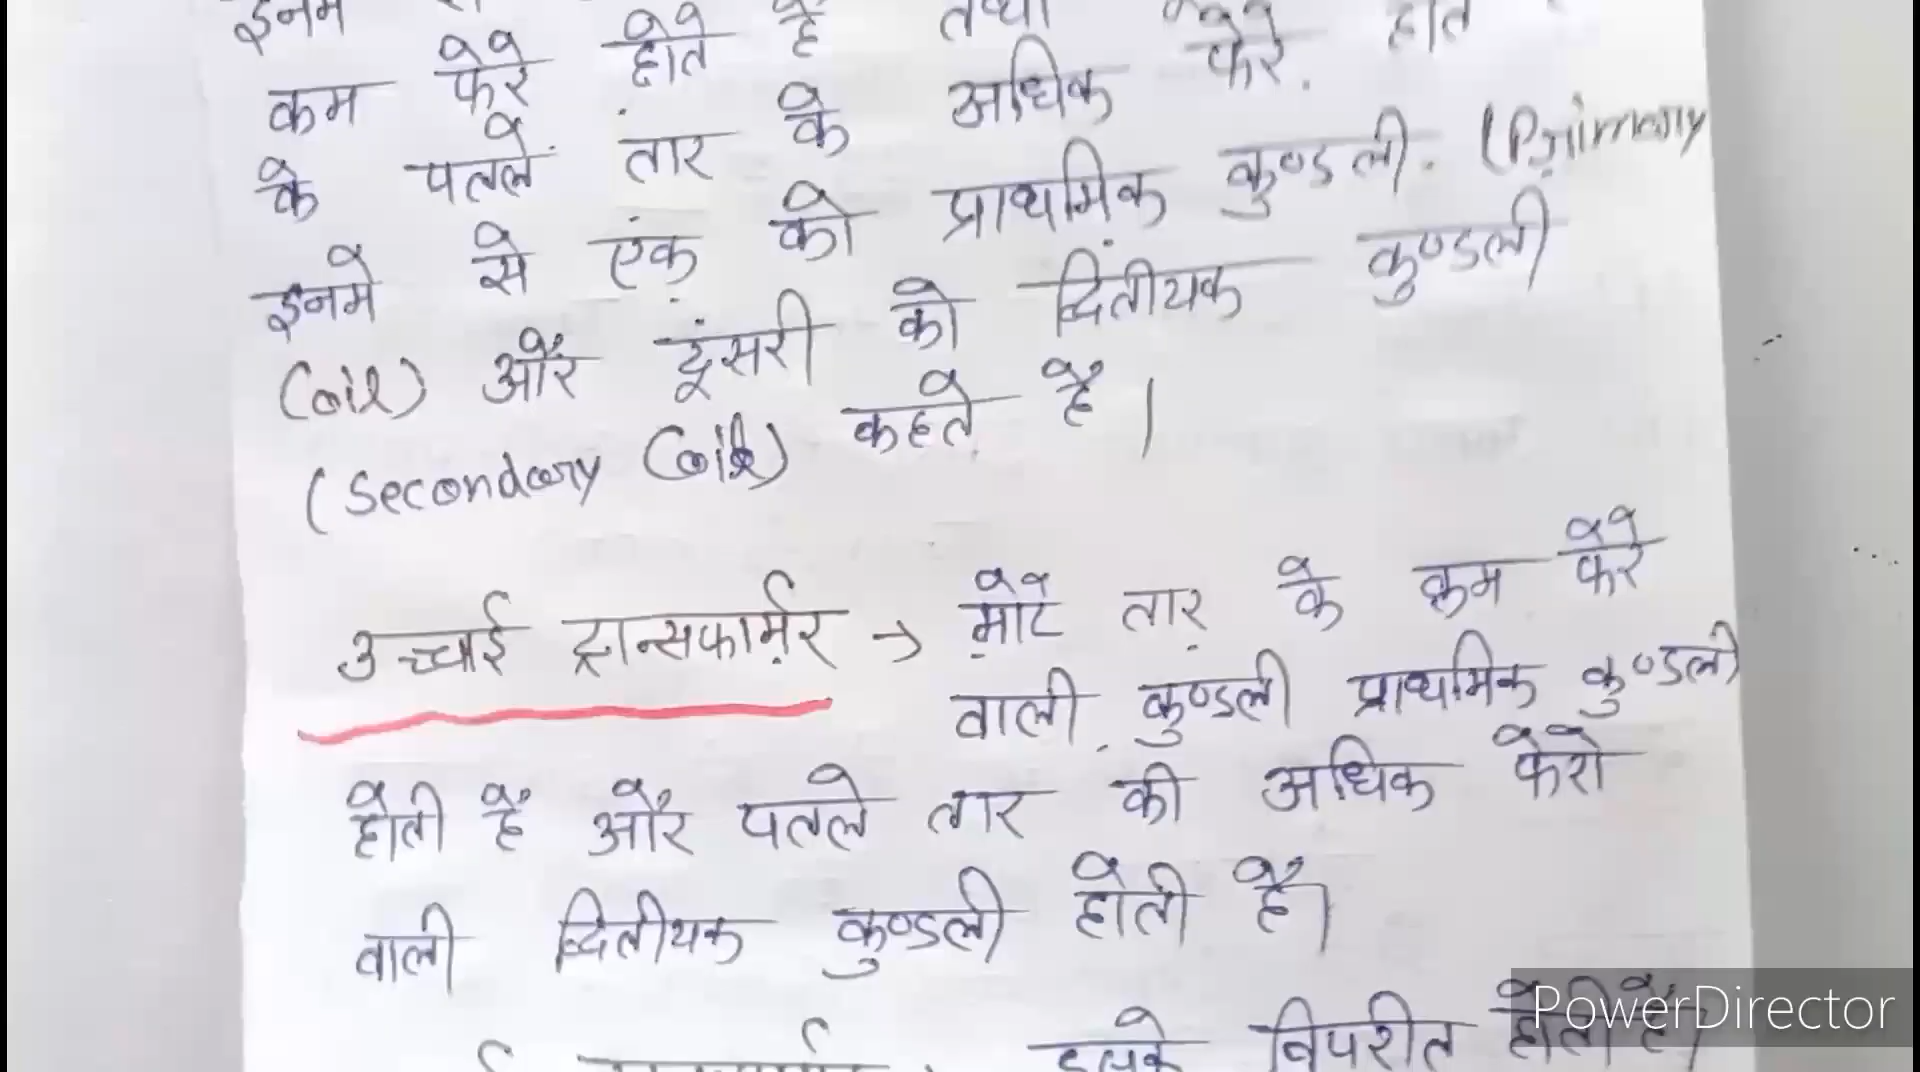 इनमे
कम फेरे होते है तथा
के पतले तार के अधिक फेरे होते
इनमे से एक को प्राथमिक कुण्डली (Primary
Coil) और दूसरी को द्वितीयक कुण्डली
(Secondary Coil) कहते है।
उच्चाई ट्रान्सफार्मर → मोटे तार के कम फेरे
वाली कुण्डली प्राथमिक कुण्डली
होती है और पतले तार की अधिक फेरो
वाली द्वितीयक कुण्डली होती है।
इसके विपरीत होती है।
PowerDirector